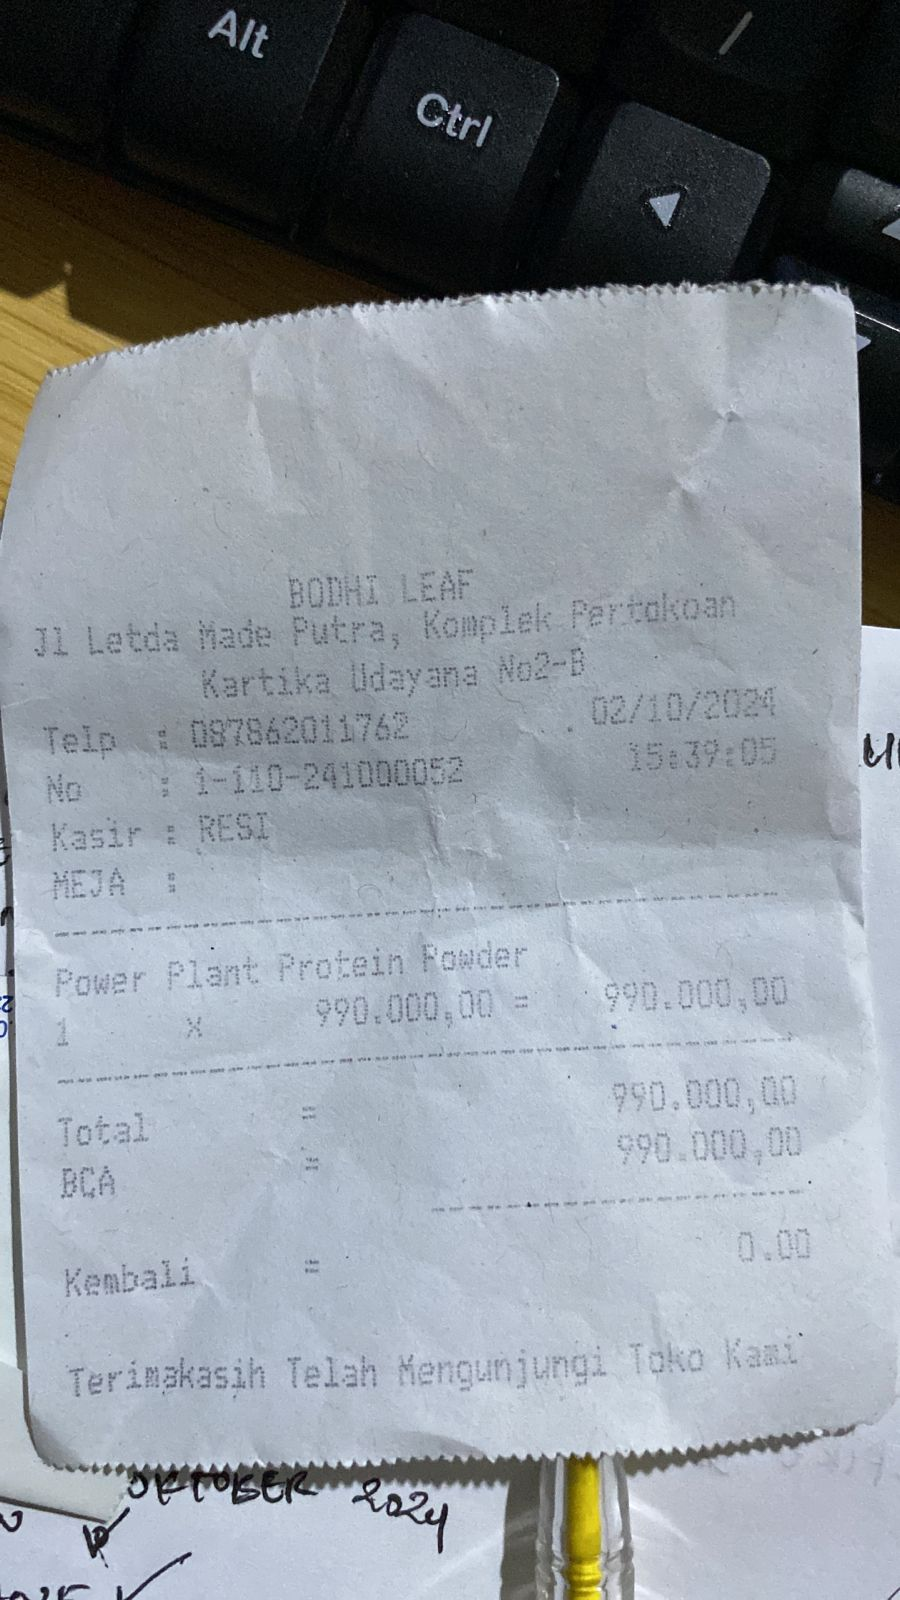 Alt
Ctrl
BODHI LEAF
Jl Letda Made Putra, Komplek Pertokoan
Kartika Udayana No2-B
Telp : 087862011762 02/10/2024
No : 1-110-241000052 15:39:05
Kasir : RESI
MEJA :
Power Plant Protein Powder
1 X 990.000,00 = 990.000,00
Total = 990.000,00
BCA = 990.000,00
Kembali = 0.00
Terimakasih Telah Mengunjungi Toko Kami
OKTOBER 2024